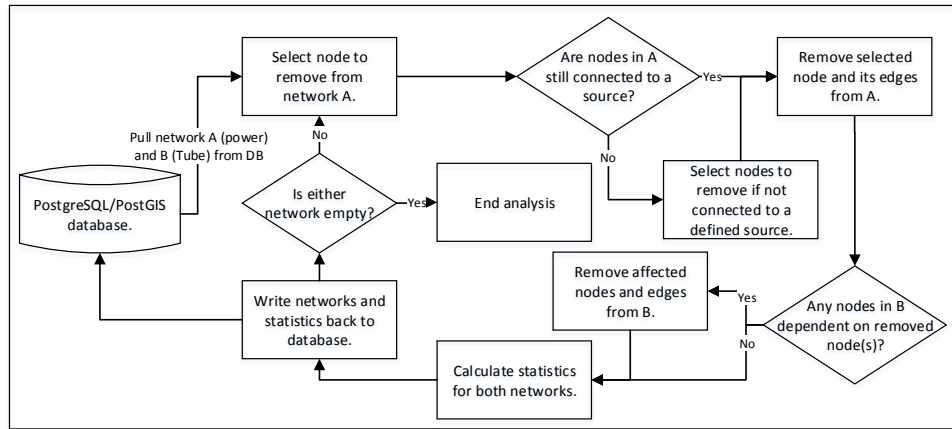 Select node to
remove from
network A.
Are nodes in A
still connected to a
source?
Yes
Remove selected
node and its edges
from A.
Pull network A (power)
and B (Tube) from DB
No
No
PostgreSQL/PostGIS
database.
Is either
network empty?
Yes
End analysis
Select nodes to
remove if not
connected to a
defined source.
Write networks and
statistics back to
database.
Remove affected
nodes and edges
from B.
Yes
No
Any nodes in B
dependent on removed
node(s)?
Calculate statistics
for both networks.